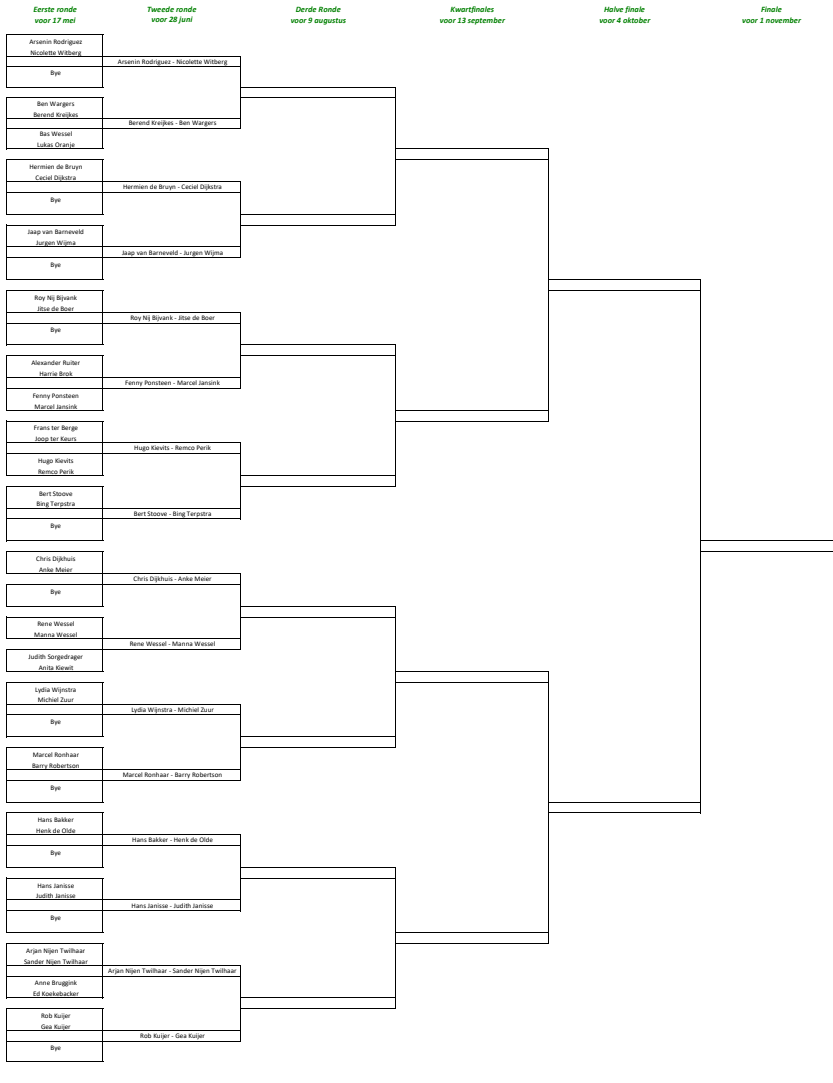 Eerste ronde
voor 17 mei
Tweede ronde
voor 28 juni
Derde Ronde
voor 9 augustus
Kwartfinales
voor 13 september
Halve finale
voor 4 oktober
Finale
voor 1 november
Arsenin Rodriguez
Nicolette Witberg
Arsenin Rodriguez - Nicolette Witberg
Bye
Ben Wargers
Berend Kreijkes
Berend Kreijkes - Ben Wargers
Bas Wessel
Lukas Oranje
Hermien de Bruyn
Ceciel Dijkstra
Hermien de Bruyn - Ceciel Dijkstra
Bye
Jaap van Barneveld
Jurgen Wijma
Jaap van Barneveld - Jurgen Wijma
Bye
Roy Nij Bijvank
Jitse de Boer
Roy Nij Bijvank - Jitse de Boer
Bye
Alexander Ruiter
Harrie Brok
Fenny Ponsteen - Marcel Jansink
Fenny Ponsteen
Marcel Jansink
Frans ter Berge
Joop ter Keurs
Hugo Kievits - Remco Perik
Hugo Kievits
Remco Perik
Bert Stoove
Bing Terpstra
Bert Stoove - Bing Terpstra
Bye
Chris Dijkhuis
Anke Meier
Chris Dijkhuis - Anke Meier
Bye
Rene Wessel
Manna Wessel
Rene Wessel - Manna Wessel
Judith Sorgedrager
Anita Kiewit
Lydia Wijnstra
Michiel Zuur
Lydia Wijnstra - Michiel Zuur
Bye
Marcel Ronhaar
Barry Robertson
Marcel Ronhaar - Barry Robertson
Bye
Hans Bakker
Henk de Olde
Hans Bakker - Henk de Olde
Bye
Hans Janisse
Judith Janisse
Hans Janisse - Judith Janisse
Bye
Arjan Nijen Twilhaar
Sander Nijen Twilhaar
Arjan Nijen Twilhaar - Sander Nijen Twilhaar
Anne Bruggink
Ed Koekebacker
Rob Kuijer
Gea Kuijer
Rob Kuijer - Gea Kuijer
Bye